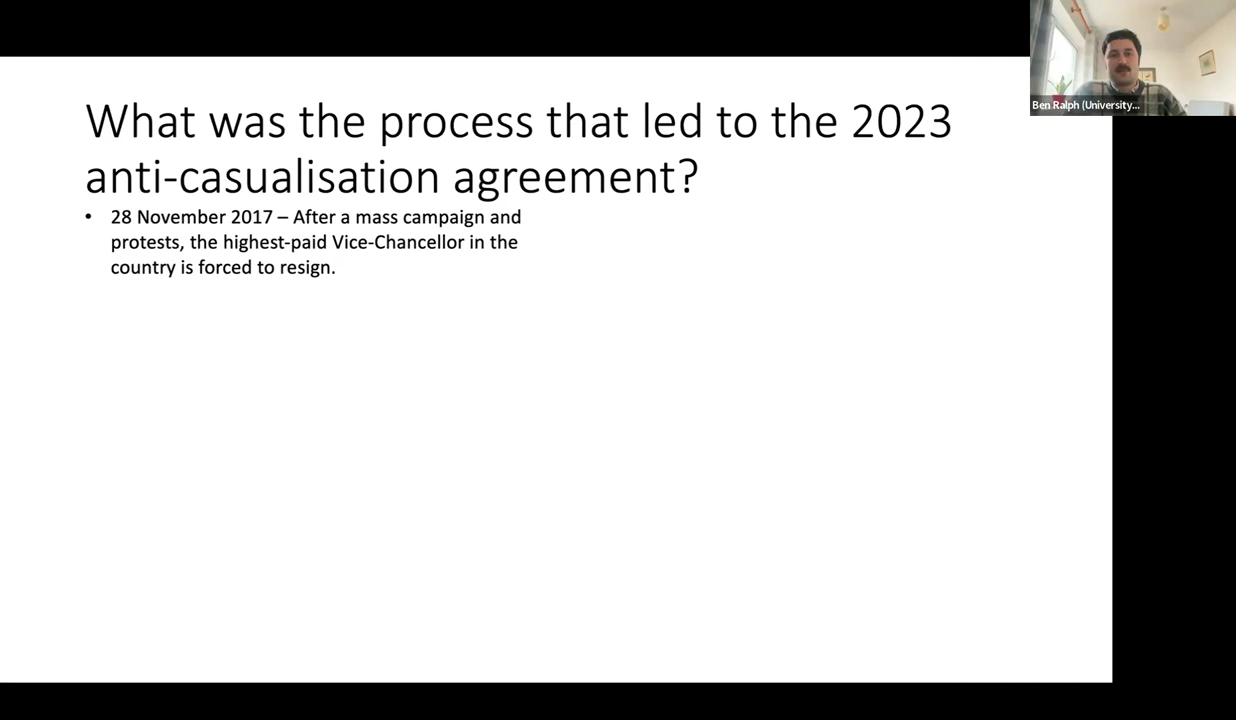 What was the process that led to the 2023
anti-casualisation agreement?
• 28 November 2017 – After a mass campaign and
protests, the highest-paid Vice-Chancellor in the
country is forced to resign.
Ben Ralph (University...